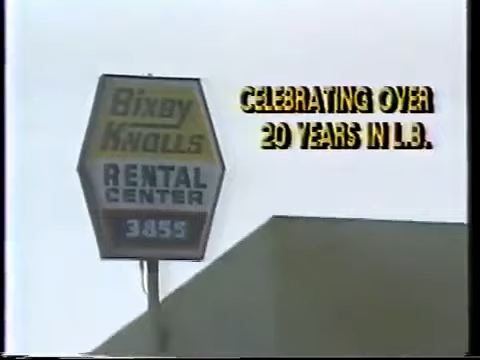 Bixby
Knolls
RENTAL
CENTER
3855
CELEBRATING OVER
20 YEARS IN L.B.